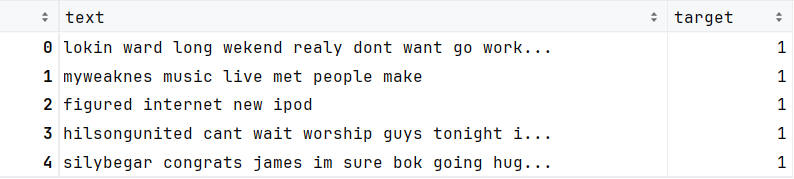 text target
0 lokin ward long wekend realy dont want go work... 1
1 myweaknes music live met people make 1
2 figured internet new ipod 1
3 hilsongunited cant wait worship guys tonight i... 1
4 silybegar congrats james im sure bok going hug... 1